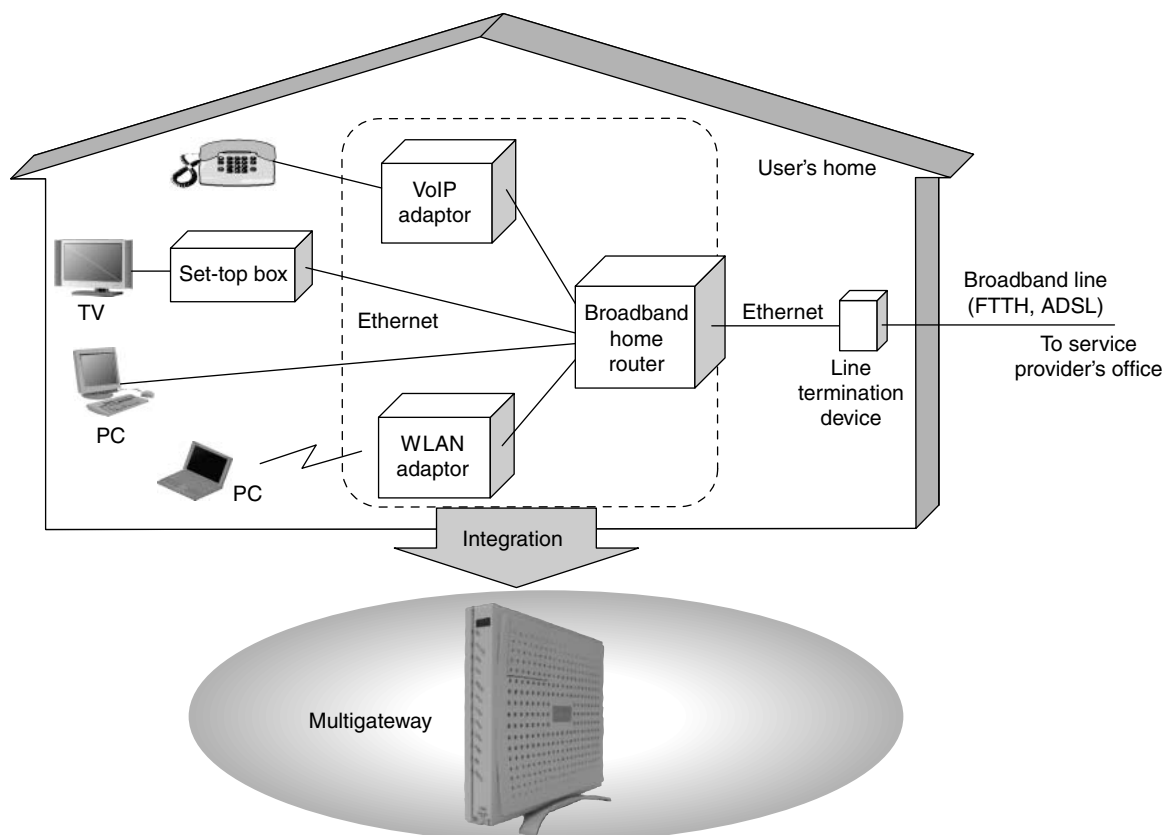 User's home
VoIP
adaptor
Set-top box
TV
Ethernet
Broadband
home
router
Ethernet
Broadband line
(FTTH, ADSL)
To service
provider's office
Line
termination
device
PC
WLAN
adaptor
PC
Integration
Multigateway